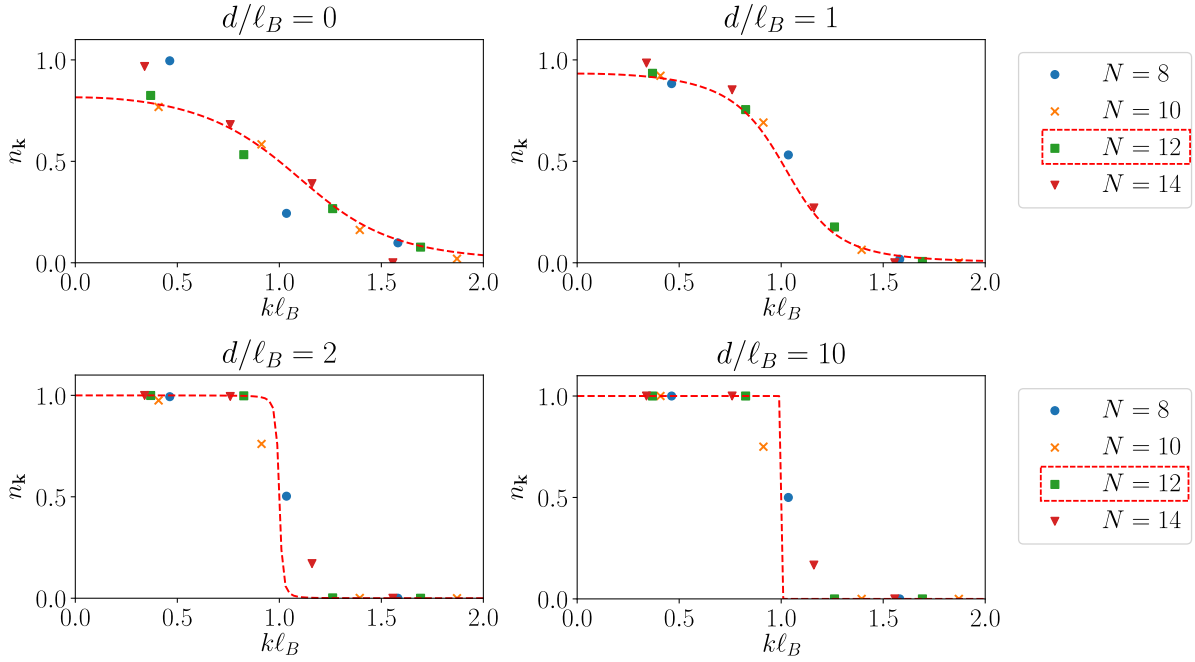 d/ℓ_B = 0
1.0
0.5
0.0
n_k
0.0 0.5 1.0 1.5 2.0
kℓ_B
d/ℓ_B = 1
1.0
0.5
0.0
n_k
0.0 0.5 1.0 1.5 2.0
kℓ_B
N = 8
N = 10
N = 12
N = 14
d/ℓ_B = 2
1.0
0.5
0.0
n_k
0.0 0.5 1.0 1.5 2.0
kℓ_B
d/ℓ_B = 10
1.0
0.5
0.0
n_k
0.0 0.5 1.0 1.5 2.0
kℓ_B
N = 8
N = 10
N = 12
N = 14